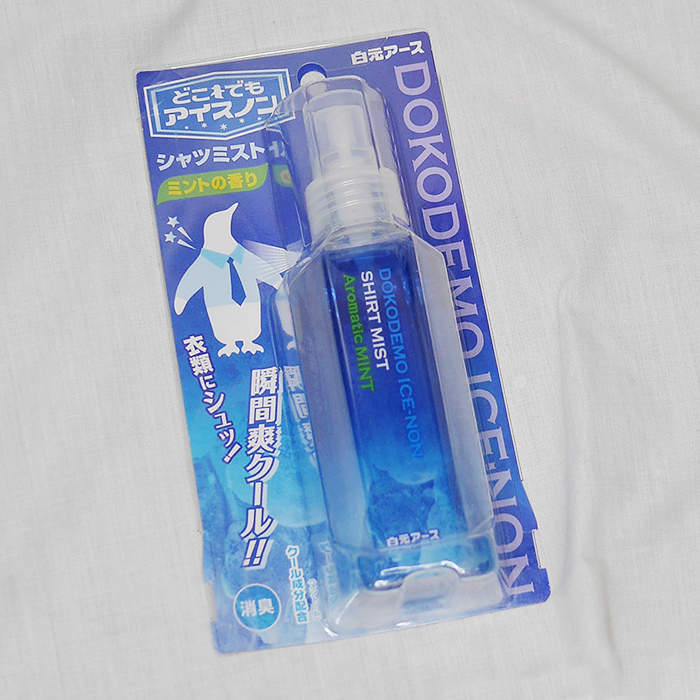 白元アース
どこでも
アイスノン
シャツミスト
ミントの香り
DOKODEMO ICENON
DOKODEMO ICE-NON
SHIRT MIST
Aromatic MINT
衣類にシュッ!
瞬間爽クール!!
消臭
クール成分配合
白元アース